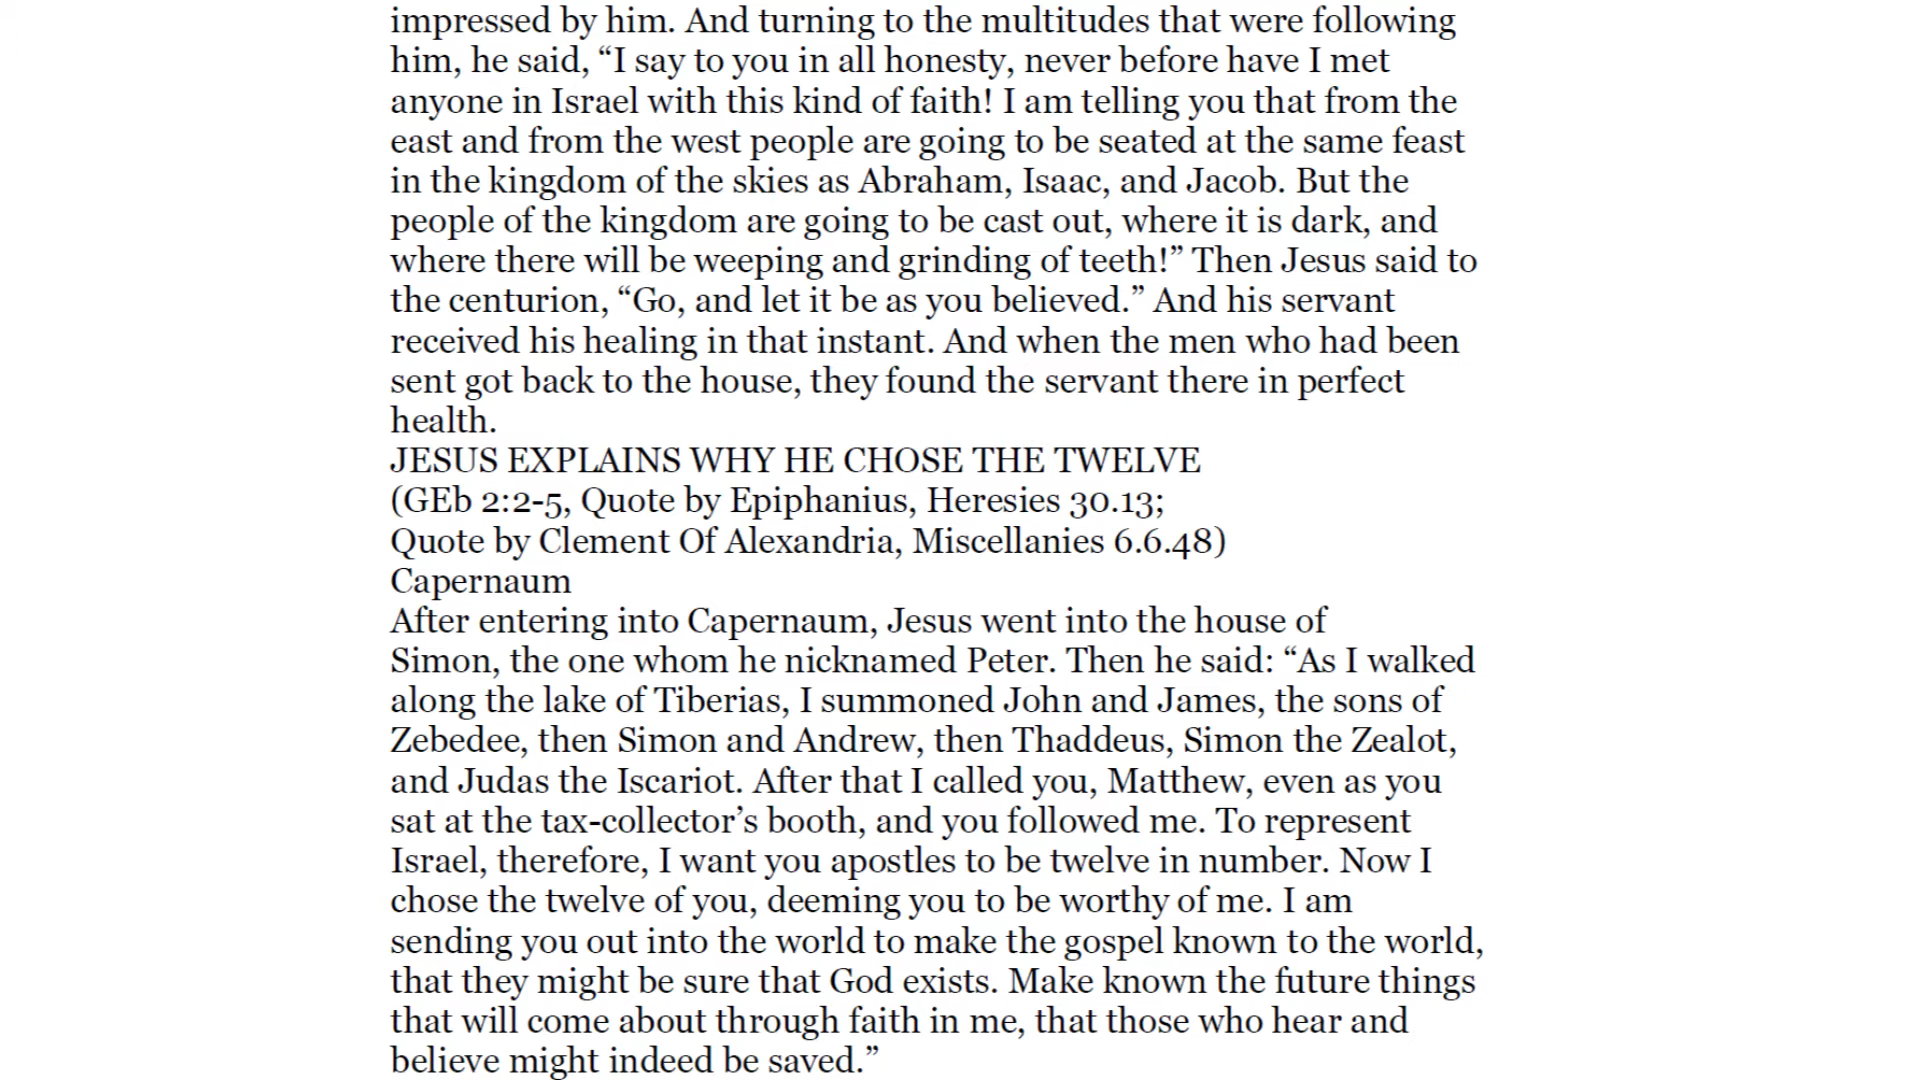 impressed by him. And turning to the multitudes that were following
him, he said, “I say to you in all honesty, never before have I met
anyone in Israel with this kind of faith! I am telling you that from the
east and from the west people are going to be seated at the same feast
in the kingdom of the skies as Abraham, Isaac, and Jacob. But the
people of the kingdom are going to be cast out, where it is dark, and
where there will be weeping and grinding of teeth!” Then Jesus said to
the centurion, “Go, and let it be as you believed.” And his servant
received his healing in that instant. And when the men who had been
sent got back to the house, they found the servant there in perfect
health.
JESUS EXPLAINS WHY HE CHOSE THE TWELVE
(GEb 2:2-5, Quote by Epiphanius, Heresies 30.13;
Quote by Clement Of Alexandria, Miscellanies 6.6.48)
Capernaum
After entering into Capernaum, Jesus went into the house of
Simon, the one whom he nicknamed Peter. Then he said: “As I walked
along the lake of Tiberias, I summoned John and James, the sons of
Zebedee, then Simon and Andrew, then Thaddeus, Simon the Zealot,
and Judas the Iscariot. After that I called you, Matthew, even as you
sat at the tax-collector’s booth, and you followed me. To represent
Israel, therefore, I want you apostles to be twelve in number. Now I
chose the twelve of you, deeming you to be worthy of me. I am
sending you out into the world to make the gospel known to the world,
that they might be sure that God exists. Make known the future things
that will come about through faith in me, that those who hear and
believe might indeed be saved.”